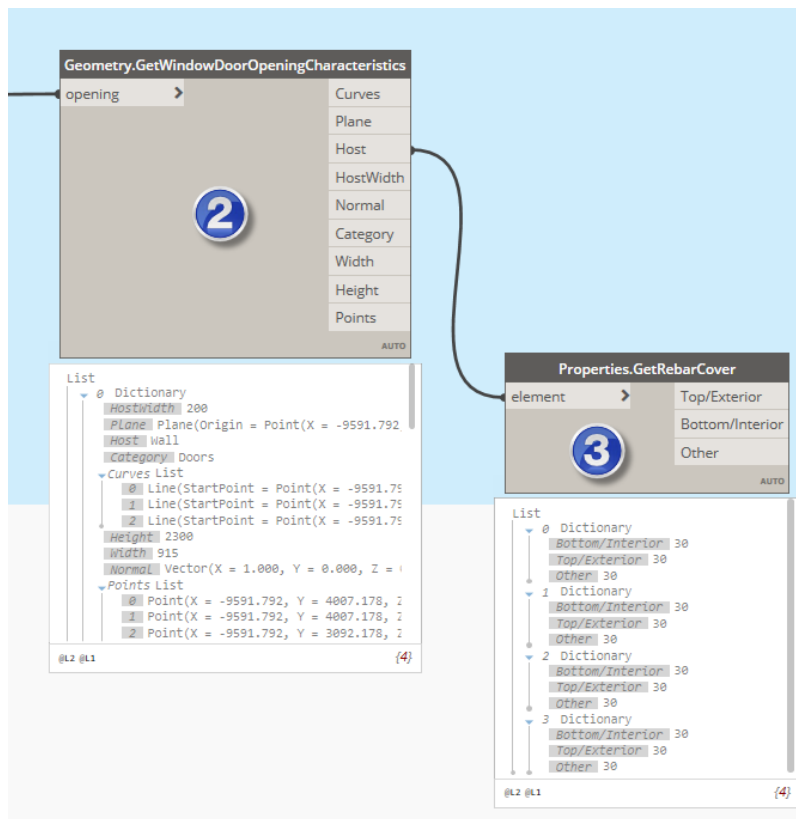 Geometry.GetWindowDoorOpeningCharacteristics
opening > Curves
Plane
Host
HostWidth
2
Normal
Category
Width
Height
Points
AUTO
List
0 Dictionary
HostWidth 200
Plane Plane(Origin = Point(X = -9591.792
Host Wall
Category Doors
Curves List
0 Line(StartPoint = Point(X = -9591.79
1 Line(StartPoint = Point(X = -9591.79
2 Line(StartPoint = Point(X = -9591.79
Height 2300
Width 915
Normal Vector(X = 1.000, Y = 0.000, Z =
Points List
0 Point(X = -9591.792, Y = 4007.178, Z
1 Point(X = -9591.792, Y = 4007.178, Z
2 Point(X = -9591.792, Y = 3092.178, Z
@L2 @L1 {4}
Properties.GetRebarCover
element > Top/Exterior
Bottom/Interior
3
Other
AUTO
List
0 Dictionary
Bottom/Interior 30
Top/Exterior 30
Other 30
1 Dictionary
Bottom/Interior 30
Top/Exterior 30
Other 30
2 Dictionary
Bottom/Interior 30
Top/Exterior 30
Other 30
3 Dictionary
Bottom/Interior 30
Top/Exterior 30
Other 30
@L2 @L1 {4}